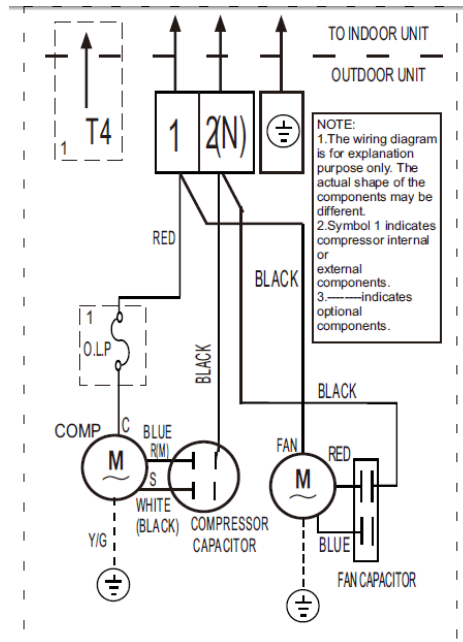 TO INDOOR UNIT
OUTDOOR UNIT
1 T4
1 2(N)
NOTE:
1.The wiring diagram
is for explanation
purpose only. The
actual shape of the
components may be
different.
2.Symbol 1 indicates
compressor internal
or
external
components.
3.--------indicates
optional
components.
RED
BLACK
1
O.L.P
BLACK
BLACK
COMP
C
BLUE
R(M)
M
S
WHITE
(BLACK)
COMPRESSOR
CAPACITOR
Y/G
FAN
RED
M
BLUE
FAN CAPACITOR